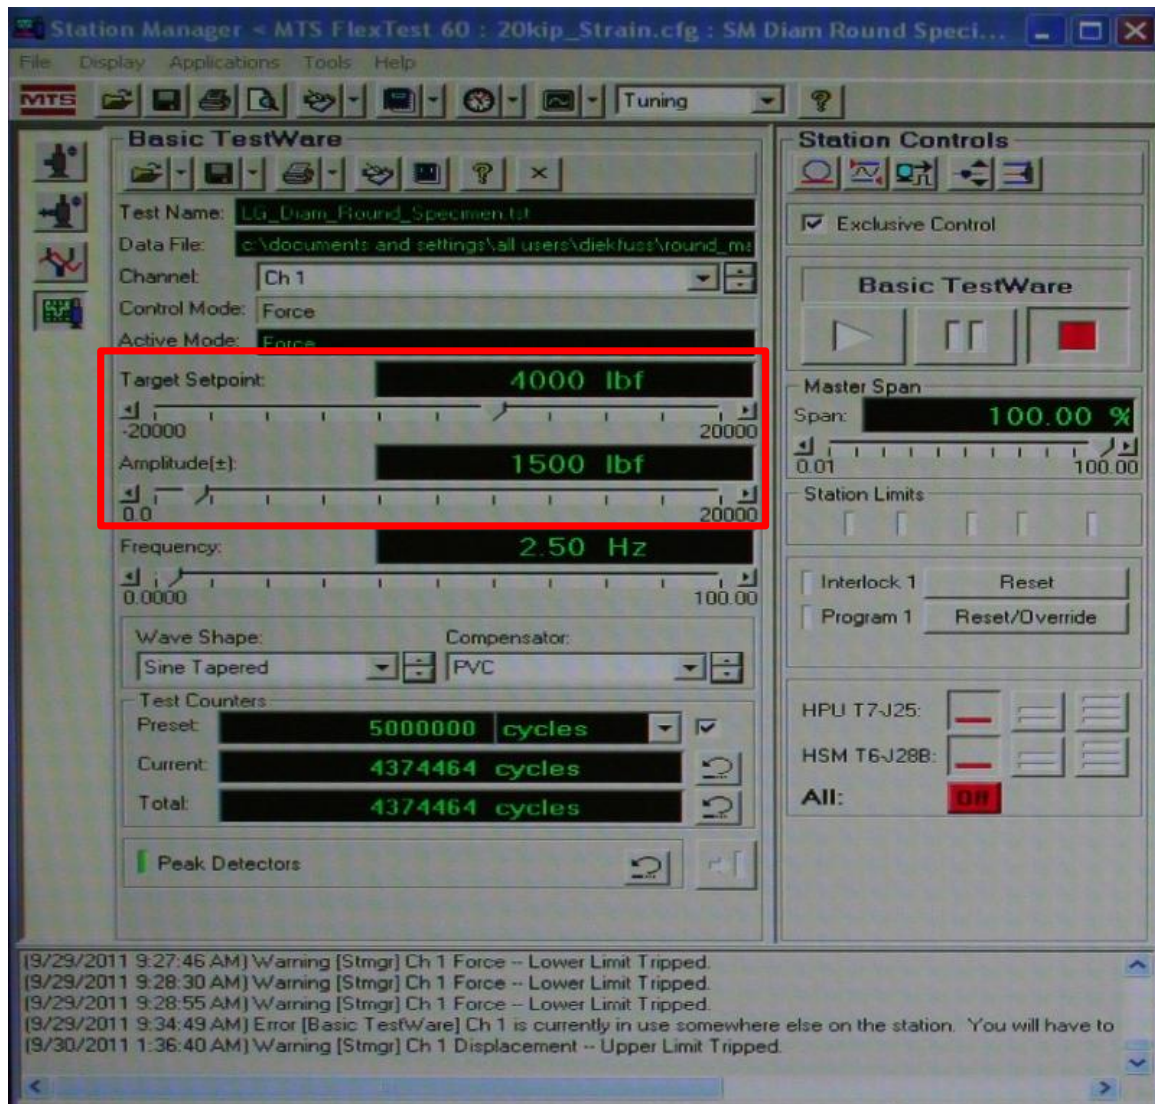 Station Manager < MTS FlexTest 60 : 20kip_Strain.cfg : SM Diam Round Speci...
File Display Applications Tools Help
MTS Tuning
Basic TestWare
Test Name: LG_Diam_Round_Specimen.tst
Data File: c:\documents and settings\all users\diekfuss\round_ma
Channel: Ch 1
Control Mode: Force
Active Mode: Force
Target Setpoint: 4000 lbf
-20000 20000
Amplitude(±): 1500 lbf
0.0 20000
Frequency: 2.50 Hz
0.0000 100.00
Wave Shape: Compensator:
Sine Tapered PVC
Test Counters
Preset: 5000000 cycles
Current: 4374464 cycles
Total: 4374464 cycles
Peak Detectors
Station Controls
Exclusive Control
Basic TestWare
Master Span
Span: 100.00 %
0.01 100.00
Station Limits
Interlock 1 Reset
Program 1 Reset/Override
HPU T7-J25:
HSM T6-J28B:
All: Off
(9/29/2011 9:27:46 AM) Warning [Stmgr] Ch 1 Force -- Lower Limit Tripped.
(9/29/2011 9:28:30 AM) Warning [Stmgr] Ch 1 Force -- Lower Limit Tripped.
(9/29/2011 9:28:55 AM) Warning [Stmgr] Ch 1 Force -- Lower Limit Tripped.
(9/29/2011 9:34:49 AM) Error [Basic TestWare] Ch 1 is currently in use somewhere else on the station. You will have to
(9/30/2011 1:36:40 AM) Warning [Stmgr] Ch 1 Displacement -- Upper Limit Tripped.